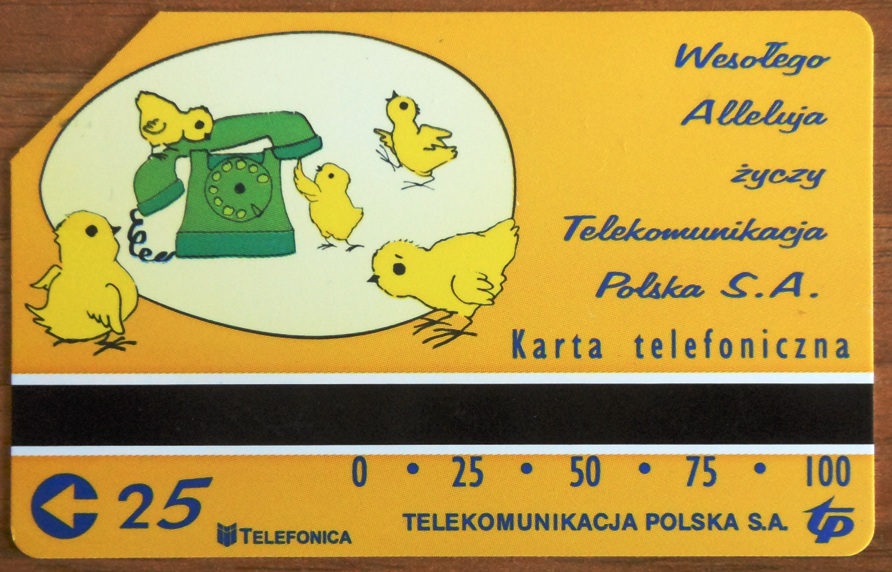 Wesołego
Alleluja
życzy
Telekomunikacja
Polska S.A.
Karta telefoniczna
0 • 25 • 50 • 75 • 100
25
TELEFONICA
TELEKOMUNIKACJA POLSKA S.A. tp